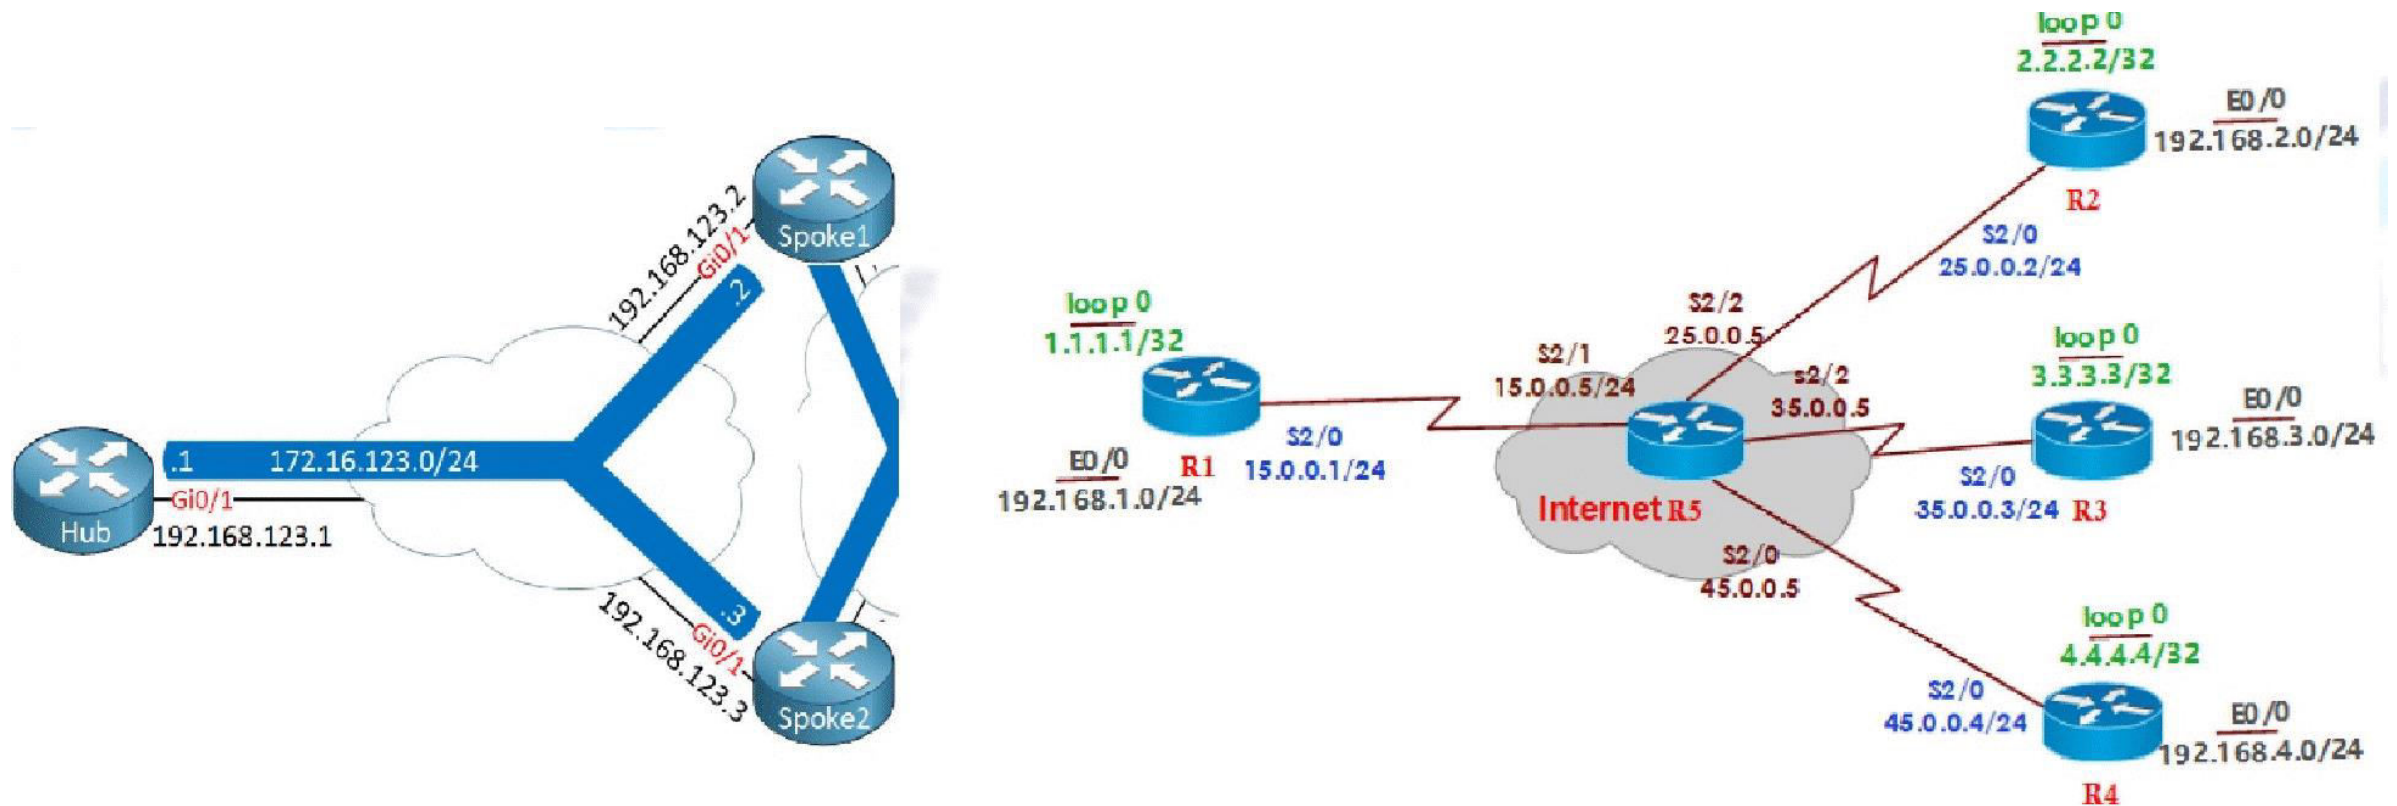 192.168.123.2
Gi0/1
Spoke1
.2
.1
172.16.123.0/24
Gi0/1
192.168.123.1
Hub
.3
Gi0/1
192.168.123.3
Spoke2
loop 0
1.1.1.1/32
E0/0
192.168.1.0/24
R1
S2/0
15.0.0.1/24
S2/1
15.0.0.5/24
S2/2
25.0.0.5
s2/2
35.0.0.5
Internet R5
S2/0
45.0.0.5
loop 0
2.2.2.2/32
E0/0
192.168.2.0/24
R2
S2/0
25.0.0.2/24
loop 0
3.3.3.3/32
E0/0
192.168.3.0/24
S2/0
35.0.0.3/24
R3
loop 0
4.4.4.4/32
E0/0
192.168.4.0/24
S2/0
45.0.0.4/24
R4